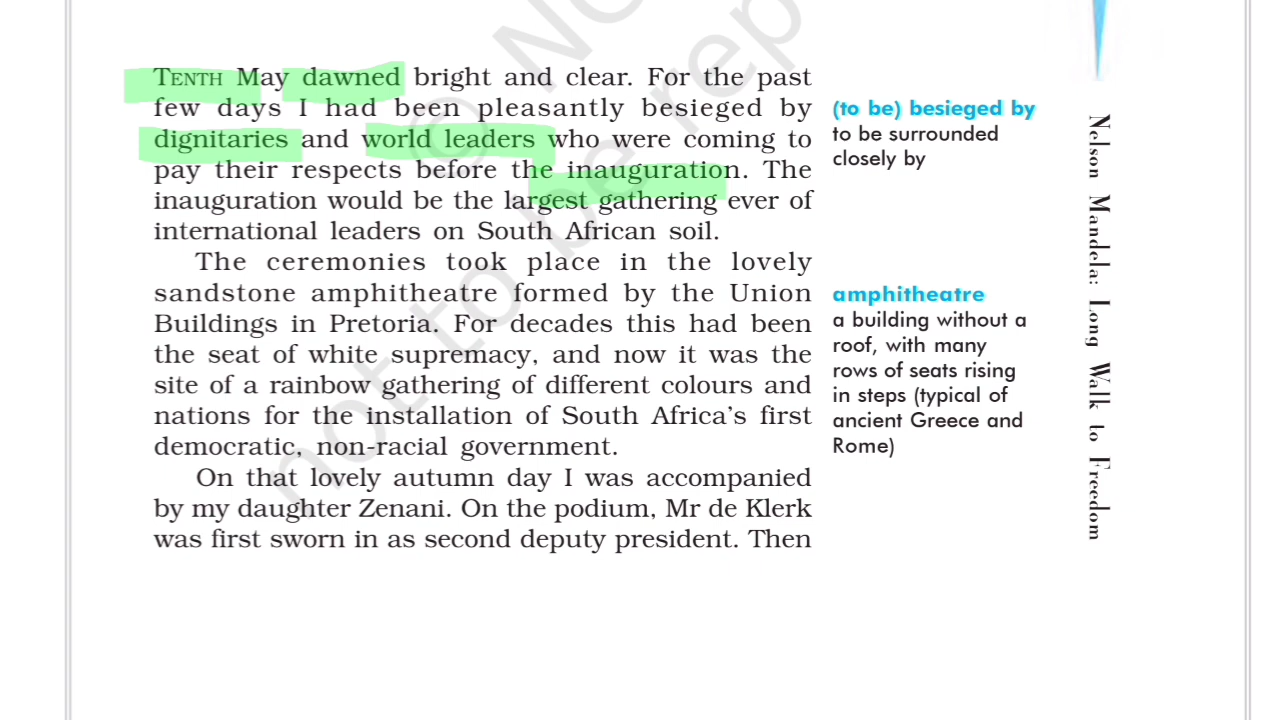 TENTH May dawned bright and clear. For the past
few days I had been pleasantly besieged by
dignitaries and world leaders who were coming to
pay their respects before the inauguration. The
inauguration would be the largest gathering ever of
international leaders on South African soil.
The ceremonies took place in the lovely
sandstone amphitheatre formed by the Union
Buildings in Pretoria. For decades this had been
the seat of white supremacy, and now it was the
site of a rainbow gathering of different colours and
nations for the installation of South Africa's first
democratic, non-racial government.
On that lovely autumn day I was accompanied
by my daughter Zenani. On the podium, Mr de Klerk
was first sworn in as second deputy president. Then
(to be) besieged by
to be surrounded
closely by
amphitheatre
a building without a
roof, with many
rows of seats rising
in steps (typical of
ancient Greece and
Rome)
Nelson Mandela: Long Walk to Freedom
not to be rep
© NO